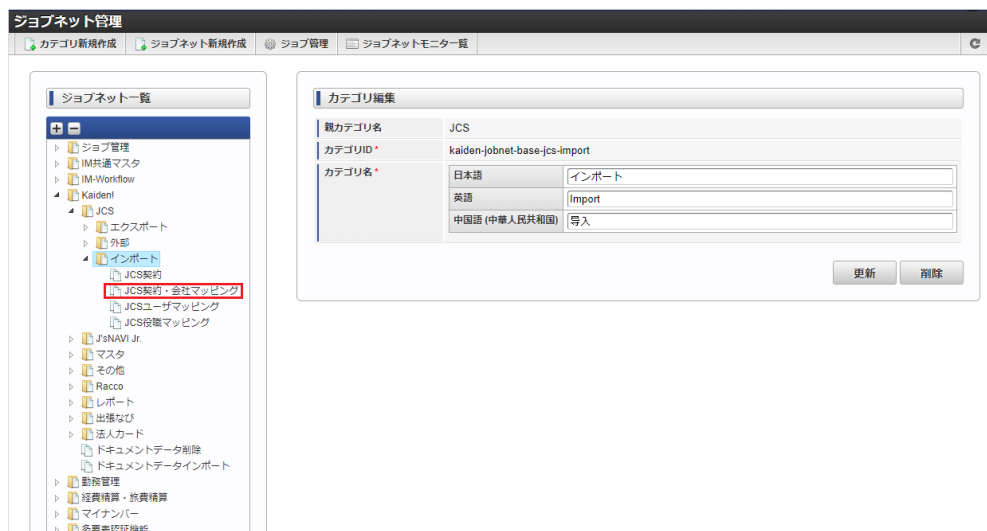 ジョブネット管理
カテゴリ新規作成 ジョブネット新規作成 ジョブ管理 ジョブネットモニター覧
ジョブネット一覧
ジョブ管理
IM共通マスタ
IM-Workflow
Kaiden!
JCS
エクスポート
外部
インポート
JCS契約
JCS契約・会社マッピング
JCSユーザマッピング
JCS役職マッピング
J'sNAVI Jr.
マスタ
その他
Racco
レポート
出張なび
法人カード
ドキュメントデータ削除
ドキュメントデータインポート
勤務管理
経費精算・旅費精算
マイナンバー
多要素認証機能
カテゴリ編集
親カテゴリ名 JCS
カテゴリID * kaiden-jobnet-base-jcs-import
カテゴリ名 *
日本語 インポート
英語 Import
中国語 (中華人民共和国) 导入
更新 削除